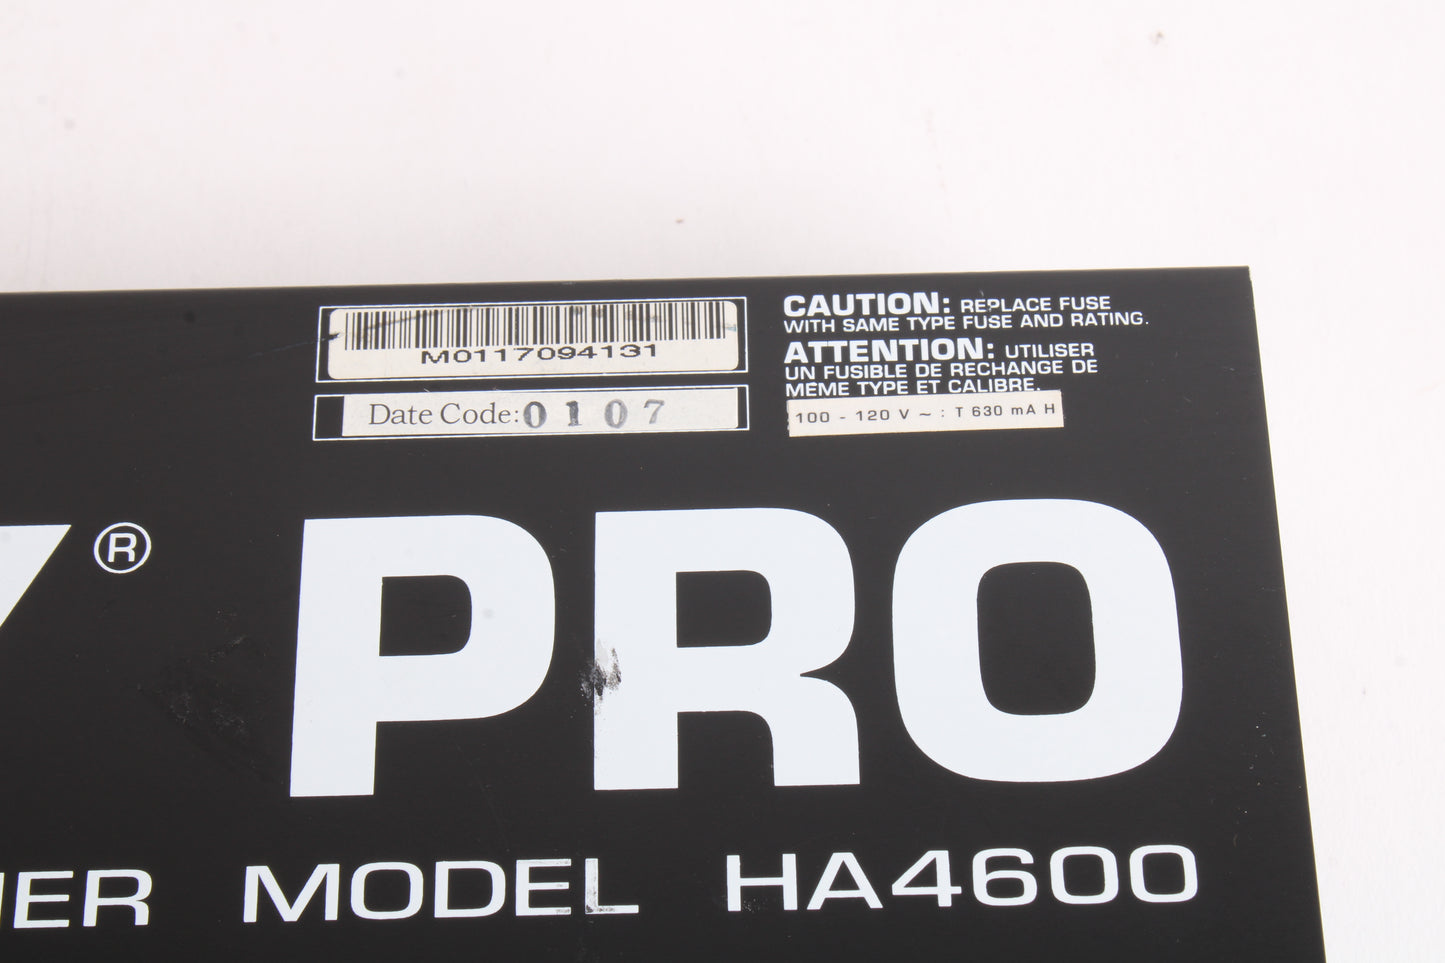 M0117094131
Date Code: 0107
CAUTION: REPLACE FUSE
WITH SAME TYPE FUSE AND RATING.
ATTENTION: UTILISER
UN FUSIBLE DE RECHANGE DE
MEME TYPE ET CALIBRE.
100 - 120 V ~ : T 630 mA H
® PRO
MODEL HA4600